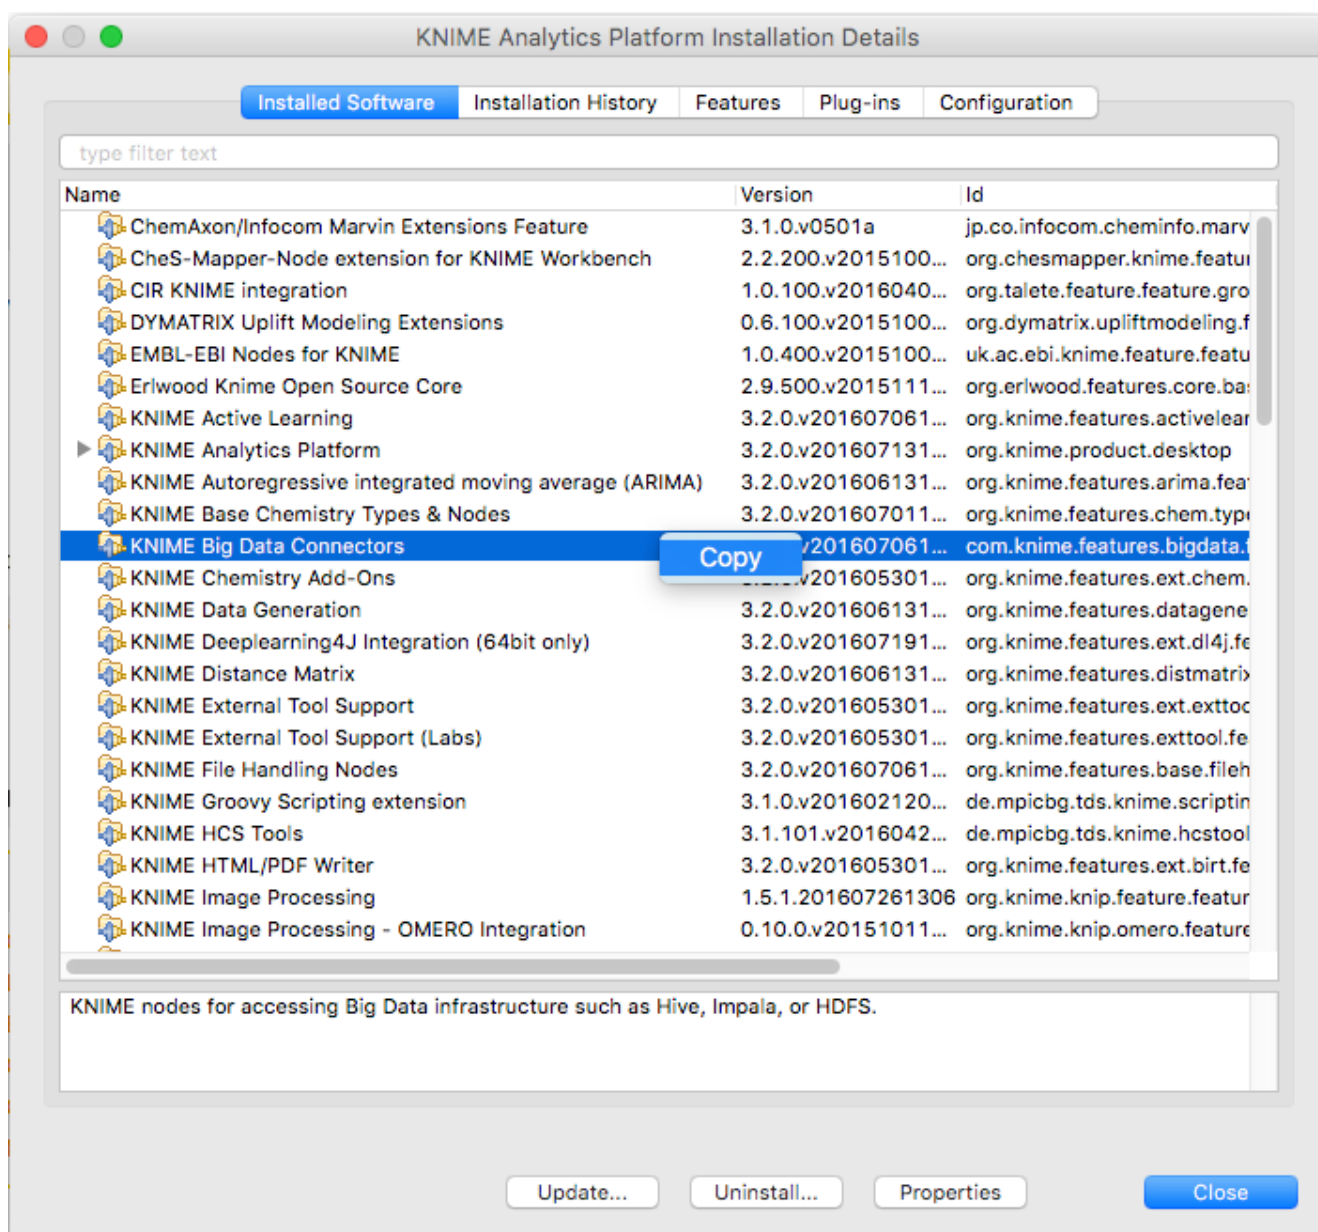 KNIME Analytics Platform Installation Details
Installed Software Installation History Features Plug-ins Configuration
type filter text
Name Version Id
ChemAxon/Infocom Marvin Extensions Feature 3.1.0.v0501a jp.co.infocom.cheminfo.marv
CheS-Mapper-Node extension for KNIME Workbench 2.2.200.v2015100... org.chesmapper.knime.featu
CIR KNIME integration 1.0.100.v2016040... org.talete.feature.feature.gro
DYMATRIX Uplift Modeling Extensions 0.6.100.v2015100... org.dymatrix.upliftmodeling.f
EMBL-EBI Nodes for KNIME 1.0.400.v2015100... uk.ac.ebi.knime.feature.featu
Erlwood Knime Open Source Core 2.9.500.v2015111... org.erlwood.features.core.ba
KNIME Active Learning 3.2.0.v201607061... org.knime.features.activelear
KNIME Analytics Platform 3.2.0.v201607131... org.knime.product.desktop
KNIME Autoregressive integrated moving average (ARIMA) 3.2.0.v201606131... org.knime.features.arima.fea
KNIME Base Chemistry Types & Nodes 3.2.0.v201607011... org.knime.features.chem.typ
KNIME Big Data Connectors Copy v201607061... com.knime.features.bigdata.f
KNIME Chemistry Add-Ons 3.2.0.v201605301... org.knime.features.ext.chem.
KNIME Data Generation 3.2.0.v201606131... org.knime.features.datagene
KNIME Deeplearning4J Integration (64bit only) 3.2.0.v201607191... org.knime.features.ext.dl4j.fe
KNIME Distance Matrix 3.2.0.v201606131... org.knime.features.distmatrix
KNIME External Tool Support 3.2.0.v201605301... org.knime.features.ext.exttoc
KNIME External Tool Support (Labs) 3.2.0.v201605301... org.knime.features.exttool.fe
KNIME File Handling Nodes 3.2.0.v201607061... org.knime.features.base.fileh
KNIME Groovy Scripting extension 3.1.0.v201602120... de.mpicbg.tds.knime.scriptin
KNIME HCS Tools 3.1.101.v2016042... de.mpicbg.tds.knime.hcstool
KNIME HTML/PDF Writer 3.2.0.v201605301... org.knime.features.ext.birt.fe
KNIME Image Processing 1.5.1.201607261306 org.knime.knip.feature.featur
KNIME Image Processing - OMERO Integration 0.10.0.v20151011... org.knime.knip.omero.feature
KNIME nodes for accessing Big Data infrastructure such as Hive, Impala, or HDFS.
Update... Uninstall... Properties Close